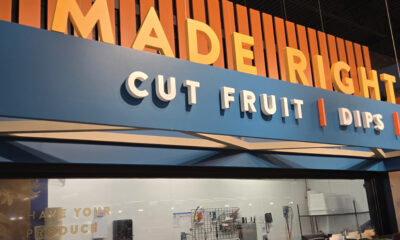 MADE RIGHT
CUT FRUIT | DIPS |
HAVE YOUR
PRODUCE